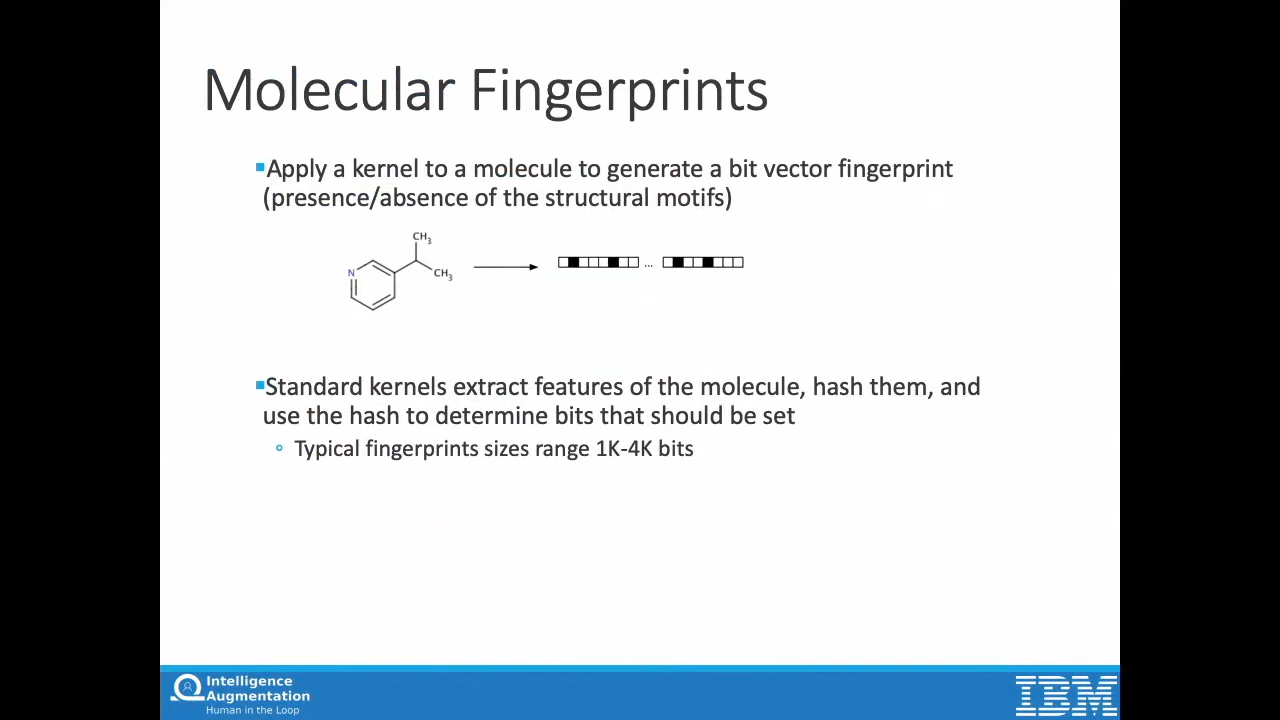 Molecular Fingerprints
Apply a kernel to a molecule to generate a bit vector fingerprint
(presence/absence of the structural motifs)
CH3
N
CH3
...
Standard kernels extract features of the molecule, hash them, and
use the hash to determine bits that should be set
Typical fingerprints sizes range 1K-4K bits
Intelligence
Augmentation
Human in the Loop
IBM